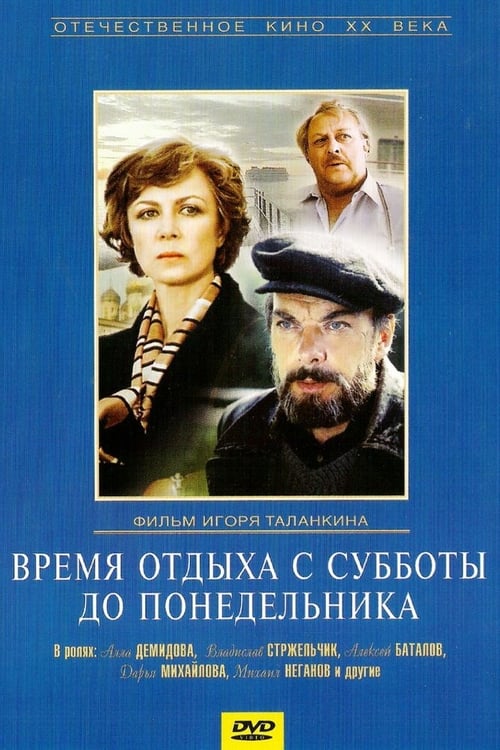 ОТЕЧЕСТВЕННОЕ КИНО XX ВЕКА
ФИЛЬМ ИГОРЯ ТАЛАНКИНА
ВРЕМЯ ОТДЫХА С СУББОТЫ
ДО ПОНЕДЕЛЬНИКА
В ролях: Алла ДЕМИДОВА, Владислав СТРЖЕЛЬЧИК, Алексей БАТАЛОВ,
Дарья МИХАЙЛОВА, Михаил НЕГАНОВ и другие
DVD
VIDEO